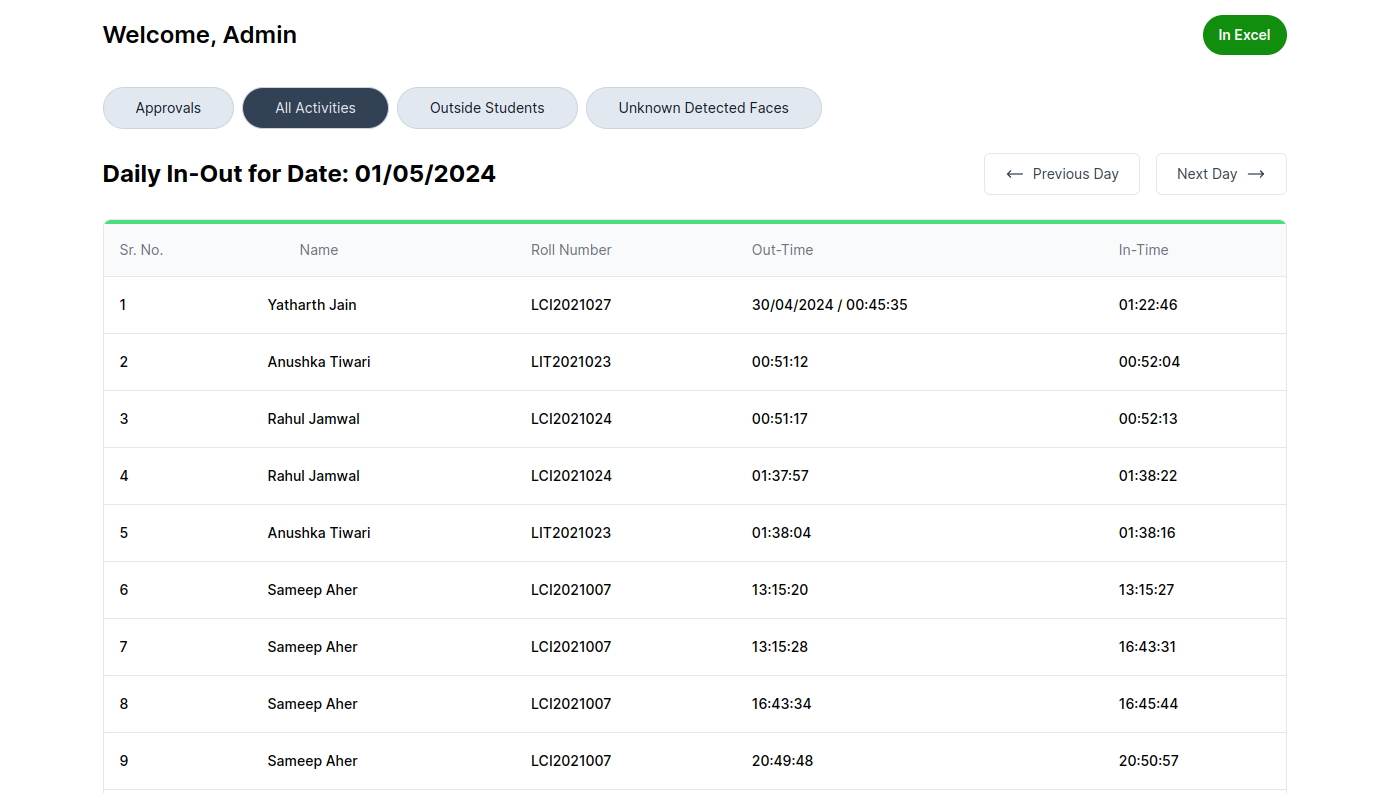 Welcome, Admin
In Excel
Approvals
All Activities
Outside Students
Unknown Detected Faces
Daily In-Out for Date: 01/05/2024
Previous Day
Next Day
Sr. No. Name Roll Number Out-Time In-Time
1 Yatharth Jain LCI2021027 30/04/2024 / 00:45:35 01:22:46
2 Anushka Tiwari LIT2021023 00:51:12 00:52:04
3 Rahul Jamwal LCI2021024 00:51:17 00:52:13
4 Rahul Jamwal LCI2021024 01:37:57 01:38:22
5 Anushka Tiwari LIT2021023 01:38:04 01:38:16
6 Sameep Aher LCI2021007 13:15:20 13:15:27
7 Sameep Aher LCI2021007 13:15:28 16:43:31
8 Sameep Aher LCI2021007 16:43:34 16:45:44
9 Sameep Aher LCI2021007 20:49:48 20:50:57